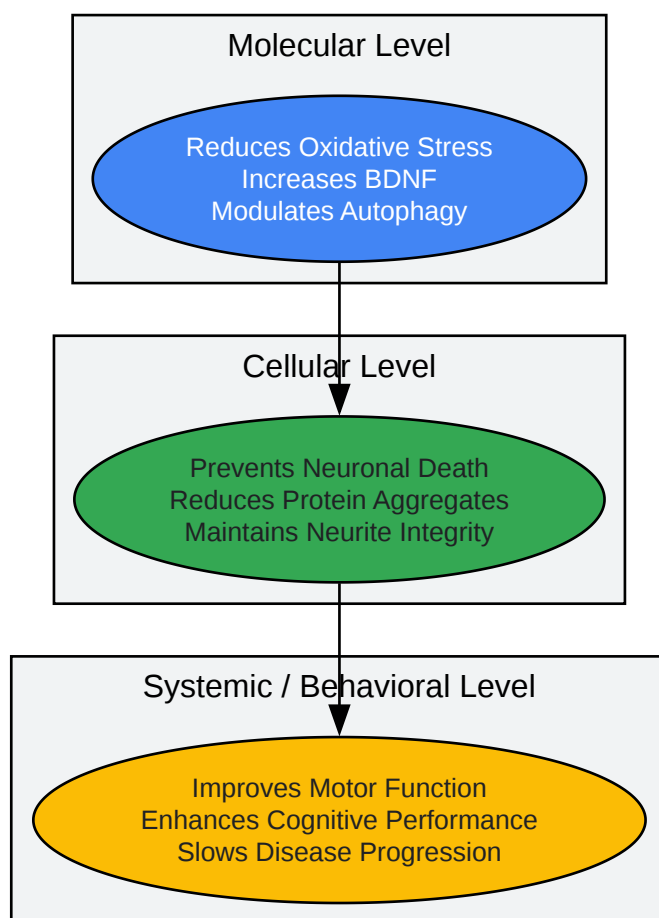 Molecular Level
Reduces Oxidative Stress
Increases BDNF
Modulates Autophagy
Cellular Level
Prevents Neuronal Death
Reduces Protein Aggregates
Maintains Neurite Integrity
Systemic / Behavioral Level
Improves Motor Function
Enhances Cognitive Performance
Slows Disease Progression